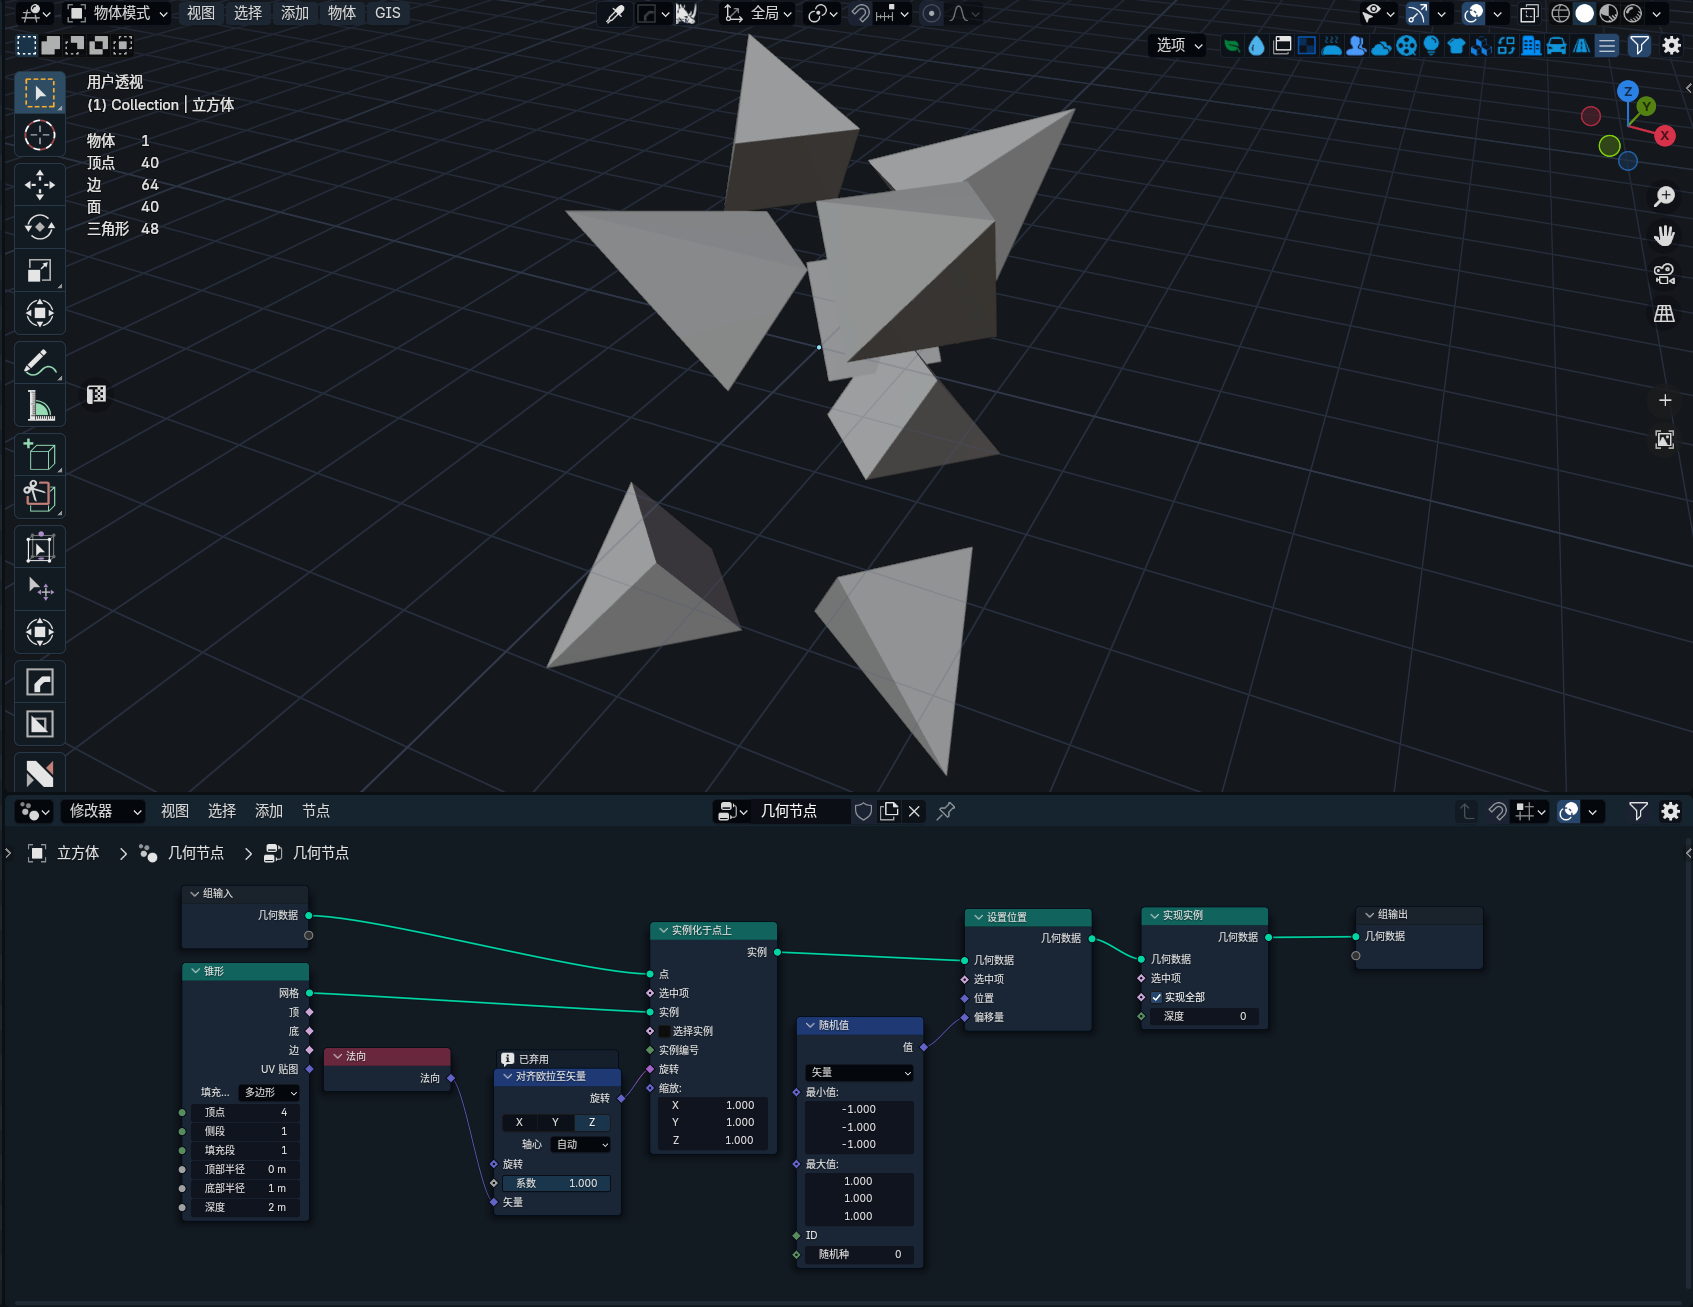 物体模式 视图 选择 添加 物体 GIS 全局
选项
用户透视
(1) Collection | 立方体
物体 1
顶点 40
边 64
面 40
三角形 48
Z
Y
X
修改器 视图 选择 添加 节点 几何节点
立方体 几何节点 几何节点
组输入
几何数据
锥形
网格
顶
底
边
UV 贴图
填充... 多边形
顶点 4
侧段 1
填充段 1
顶部半径 0 m
底部半径 1 m
深度 2 m
法向
法向
已弃用
对齐欧拉至矢量
旋转
X Y Z
轴心 自动
旋转
系数 1.000
矢量
实例化于点上
实例
点
选中项
实例
选择实例
实例编号
旋转
缩放:
X 1.000
Y 1.000
Z 1.000
随机值
值
矢量
最小值:
-1.000
-1.000
-1.000
最大值:
1.000
1.000
1.000
ID
随机种 0
设置位置
几何数据
几何数据
选中项
位置
偏移量
实现实例
几何数据
几何数据
选中项
实现全部
深度 0
组输出
几何数据